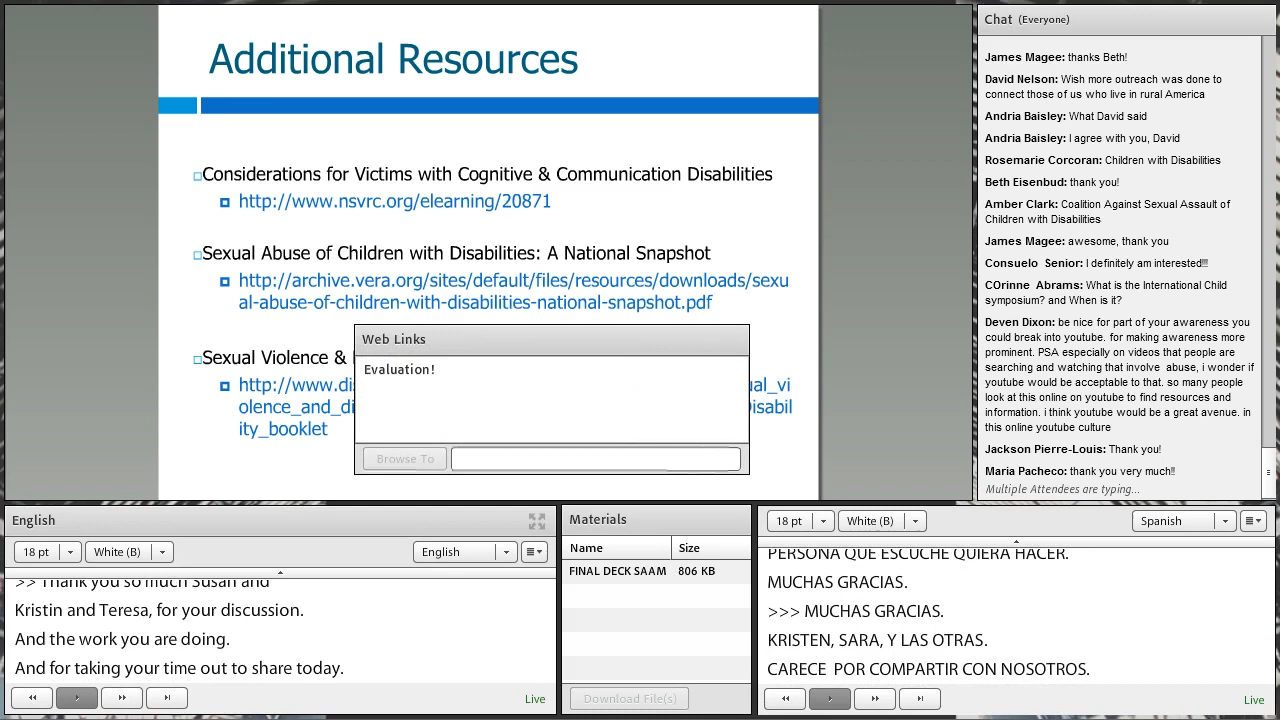 Additional Resources
Considerations for Victims with Cognitive & Communication Disabilities
http://www.nsvrc.org/elearning/20871
Sexual Abuse of Children with Disabilities: A National Snapshot
http://archive.vera.org/sites/default/files/resources/downloads/sexu
al-abuse-of-children-with-disabilities-national-snapshot.pdf
Sexual Violence &
http://www.di ual_vi
olence_and_di isabil
ity_booklet
Web Links
Evaluation!
Browse To
Chat (Everyone)
James Magee: thanks Beth!
David Nelson: Wish more outreach was done to
connect those of us who live in rural America
Andria Baisley: What David said
Andria Baisley: I agree with you, David
Rosemarie Corcoran: Children with Disabilities
Beth Eisenbud: thank you!
Amber Clark: Coalition Against Sexual Assault of
Children with Disabilities
James Magee: awesome, thank you
Consuelo Senior: I definitely am interested!!!
COrinne Abrams: What is the International Child
symposium? and When is it?
Deven Dixon: be nice for part of your awareness you
could break into youtube. for making awareness more
prominent. PSA especially on videos that people are
searching and watching that involve abuse, i wonder if
youtube would be acceptable to that. so many people
look at this online on youtube to find resources and
information. i think youtube would be a great avenue. in
this online youtube culture
Jackson Pierre-Louis: Thank you!
Maria Pacheco: thank you very much!!
Multiple Attendees are typing...
English
18 pt White (B) English
>> Thank you so much Susan and
Kristin and Teresa, for your discussion.
And the work you are doing.
And for taking your time out to share today.
Live
Materials
Name Size
FINAL DECK SAAM 806 KB
Download File(s)
18 pt White (B) Spanish
PERSONA QUE ESCUCHE QUIERA HACER.
MUCHAS GRACIAS.
>>> MUCHAS GRACIAS.
KRISTEN, SARA, Y LAS OTRAS.
CARECE POR COMPARTIR CON NOSOTROS.
Live